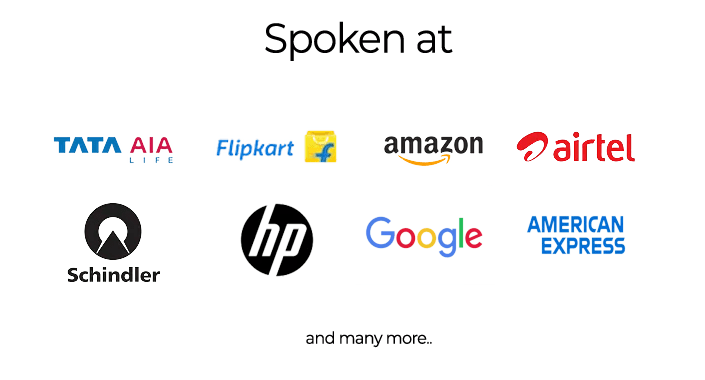 Spoken at
TATA AIA
LIFE
Flipkart
amazon
airtel
Schindler
hp
Google
AMERICAN
EXPRESS
and many more..